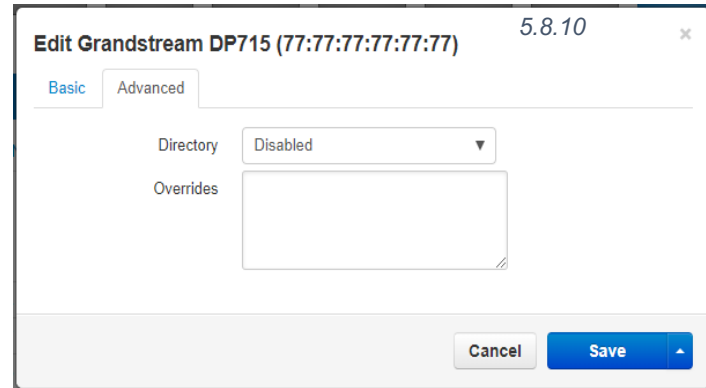 5.8.10
Edit Grandstream DP715 (77:77:77:77:77:77)
×
Basic Advanced
Directory Disabled
Overrides
Cancel Save